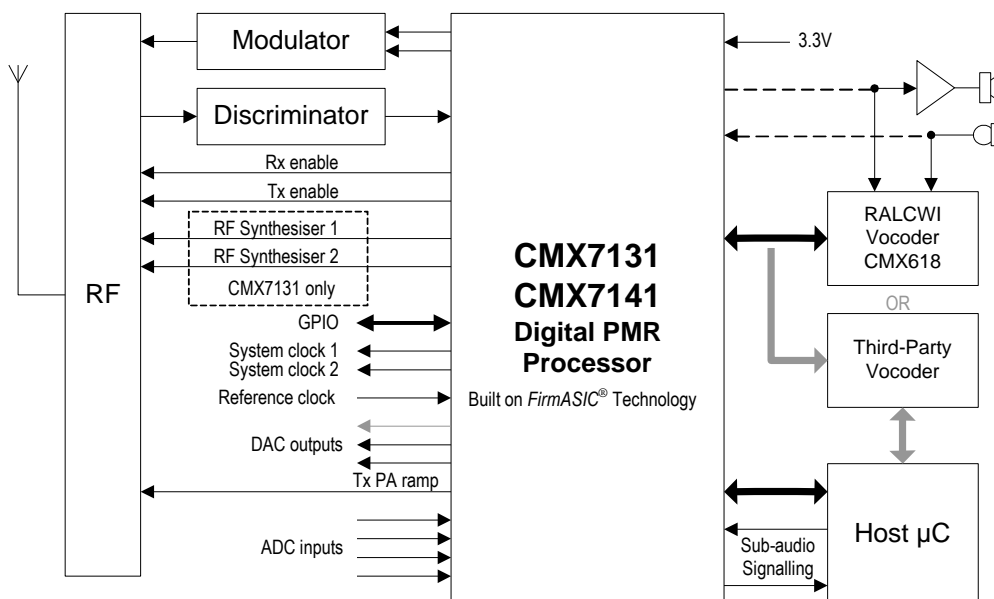 Modulator
Discriminator
Rx enable
Tx enable
RF Synthesiser 1
RF Synthesiser 2
CMX7131 only
RF
GPIO
System clock 1
System clock 2
Reference clock
DAC outputs
Tx PA ramp
ADC inputs
CMX7131
CMX7141
Digital PMR
Processor
Built on FirmASIC® Technology
3.3V
RALCWI
Vocoder
CMX618
OR
Third-Party
Vocoder
Host µC
Sub-audio
Signalling